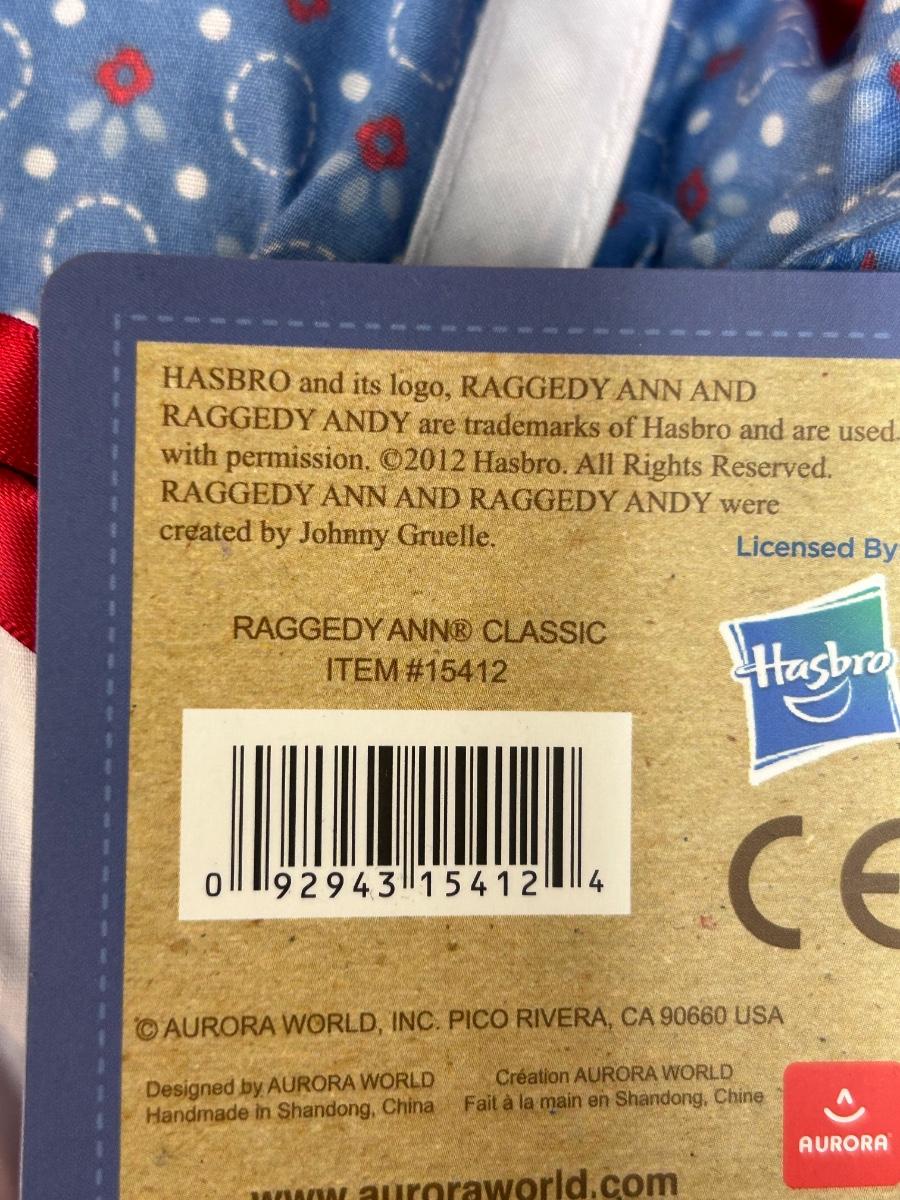 HASBRO and its logo, RAGGEDY ANN AND
RAGGEDY ANDY are trademarks of Hasbro and are used
with permission. ©2012 Hasbro. All Rights Reserved.
RAGGEDY ANN AND RAGGEDY ANDY were
created by Johnny Gruelle.
Licensed By
Hasbro
RAGGEDY ANN® CLASSIC
ITEM #15412
0 92943 15412 4
CE
© AURORA WORLD, INC. PICO RIVERA, CA 90660 USA
Designed by AURORA WORLD
Handmade in Shandong, China
Création AURORA WORLD
Fait à la main en Shandong, Chine
AURORA
www.auroraworld.com